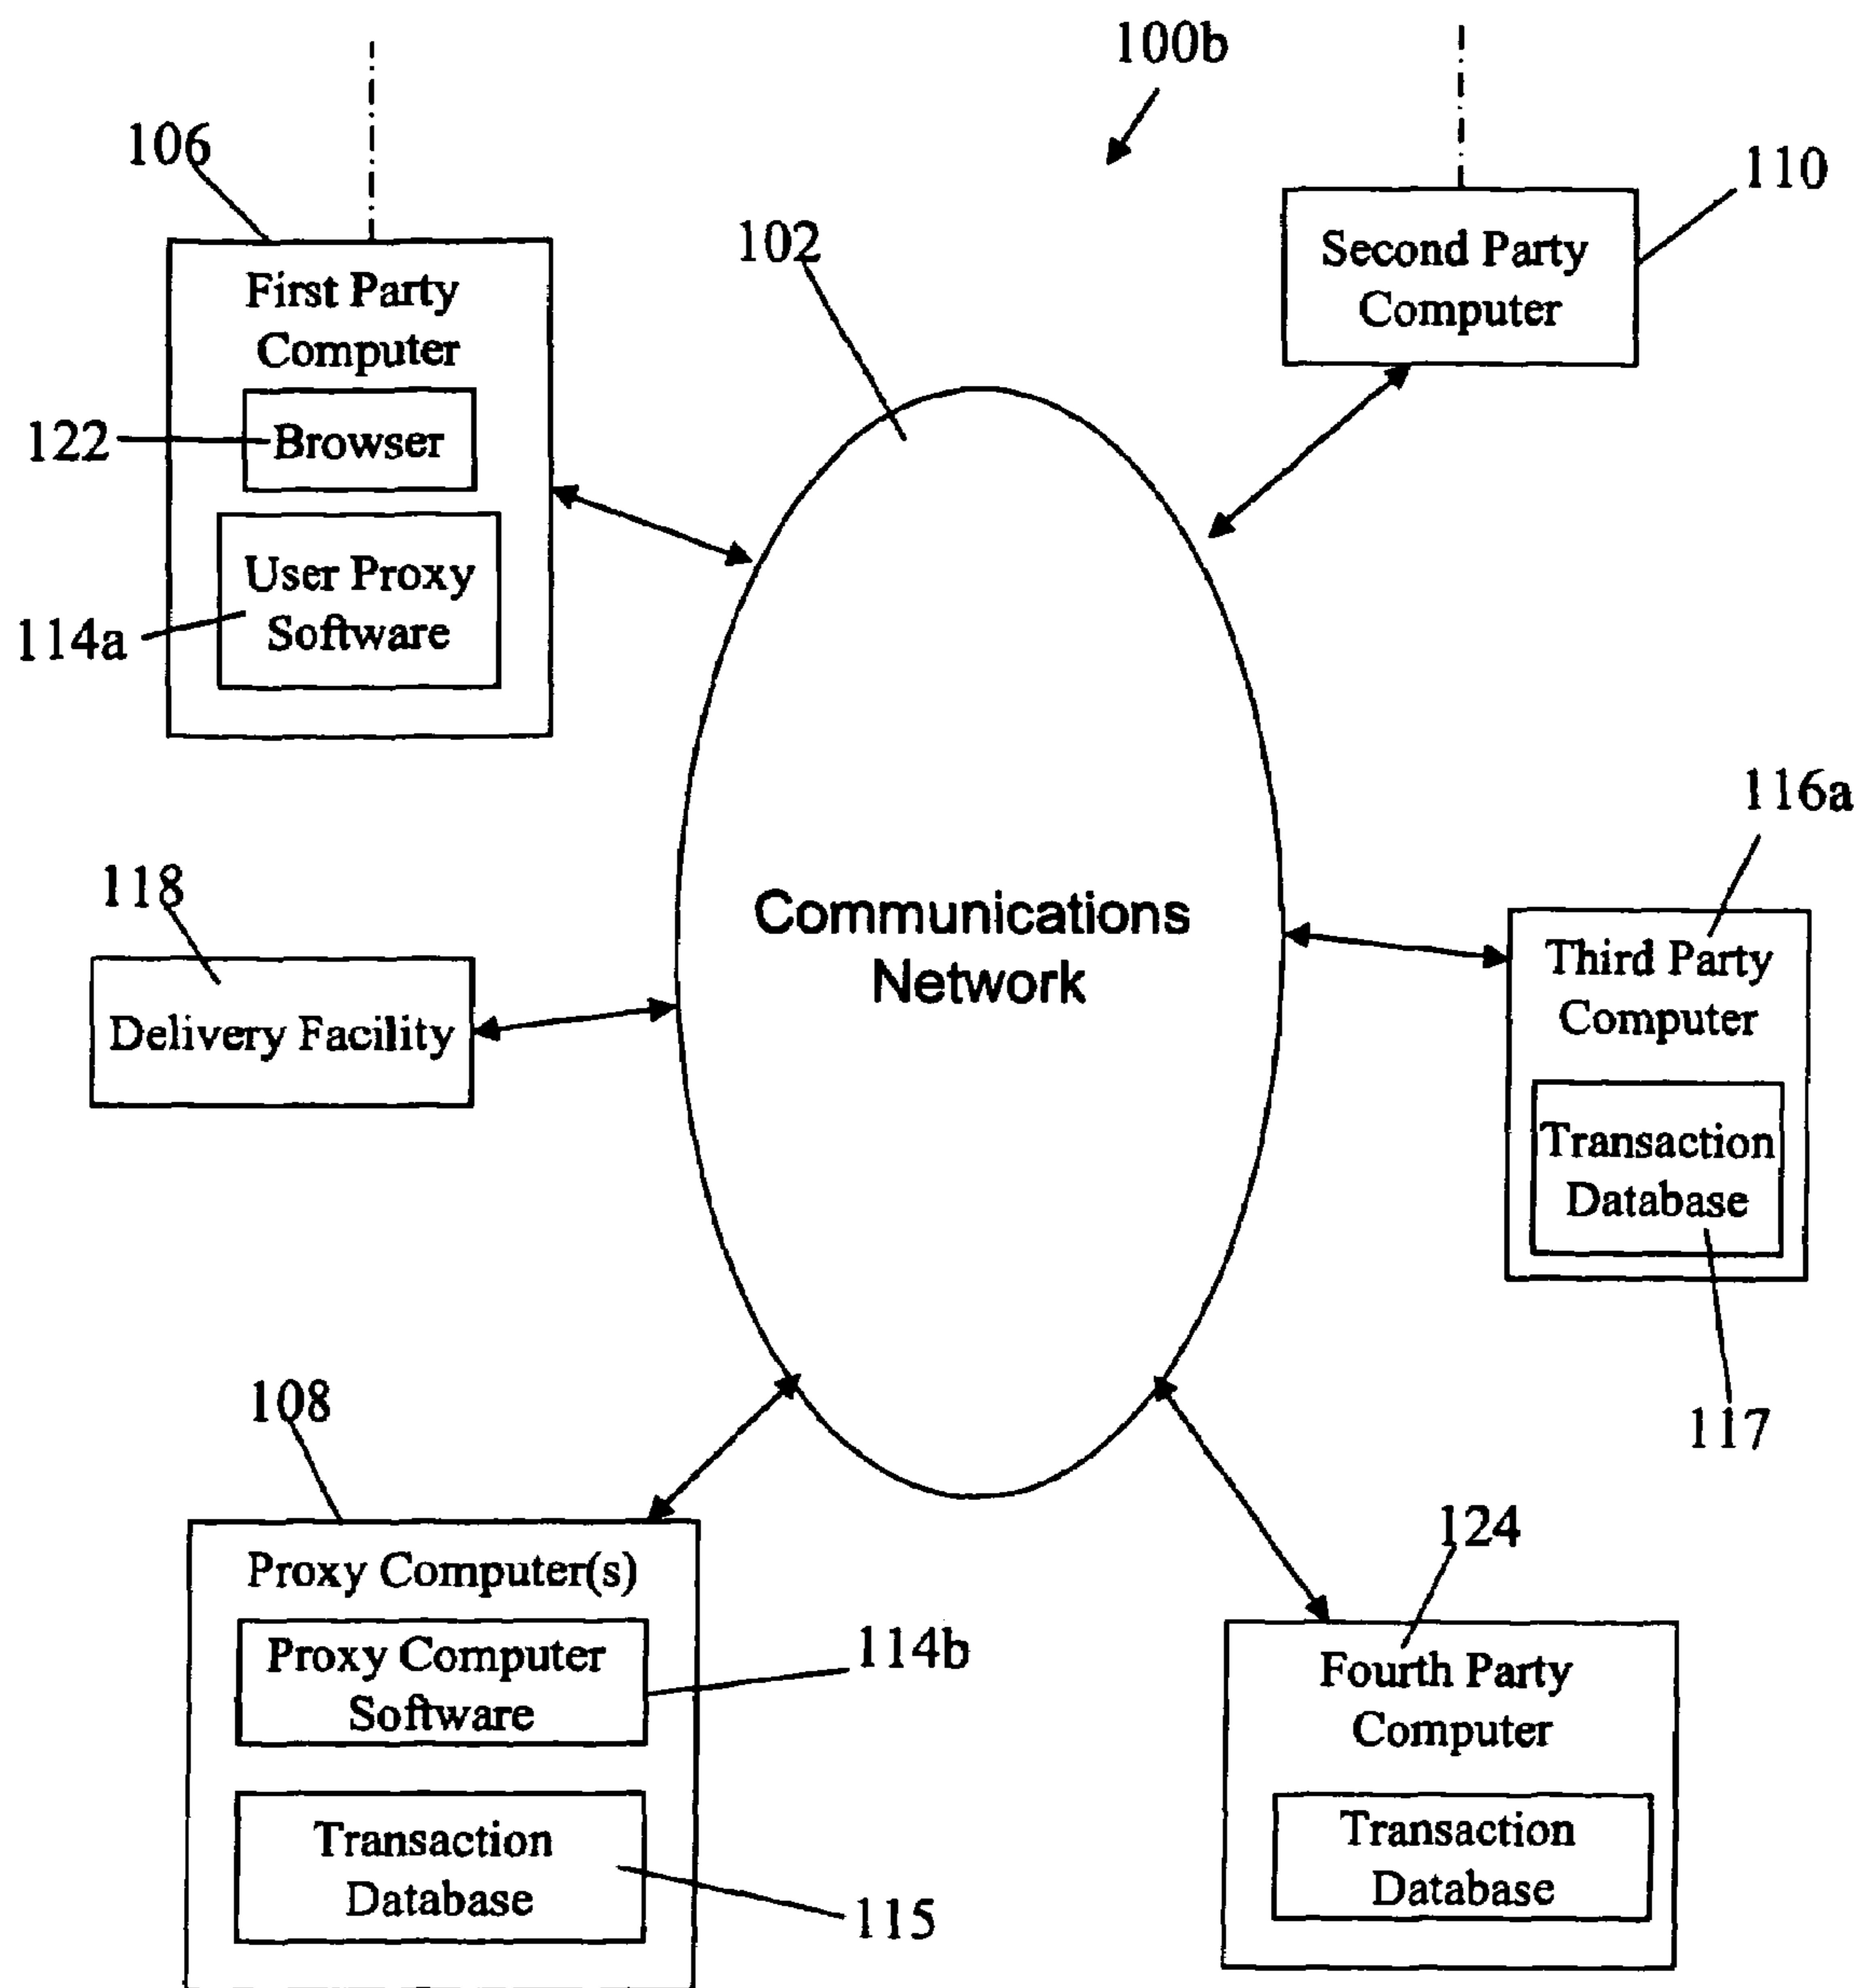 100b
106
110
102
First Party
Computer
Second Party
Computer
122
Browser
User Proxy
Software
114a
116a
118
Communications
Network
Third Party
Computer
Delivery Facility
Transaction
Database
117
108
124
Proxy Computer(s)
Proxy Computer
Software
114b
Fourth Party
Computer
Transaction
Database
115
Transaction
Database